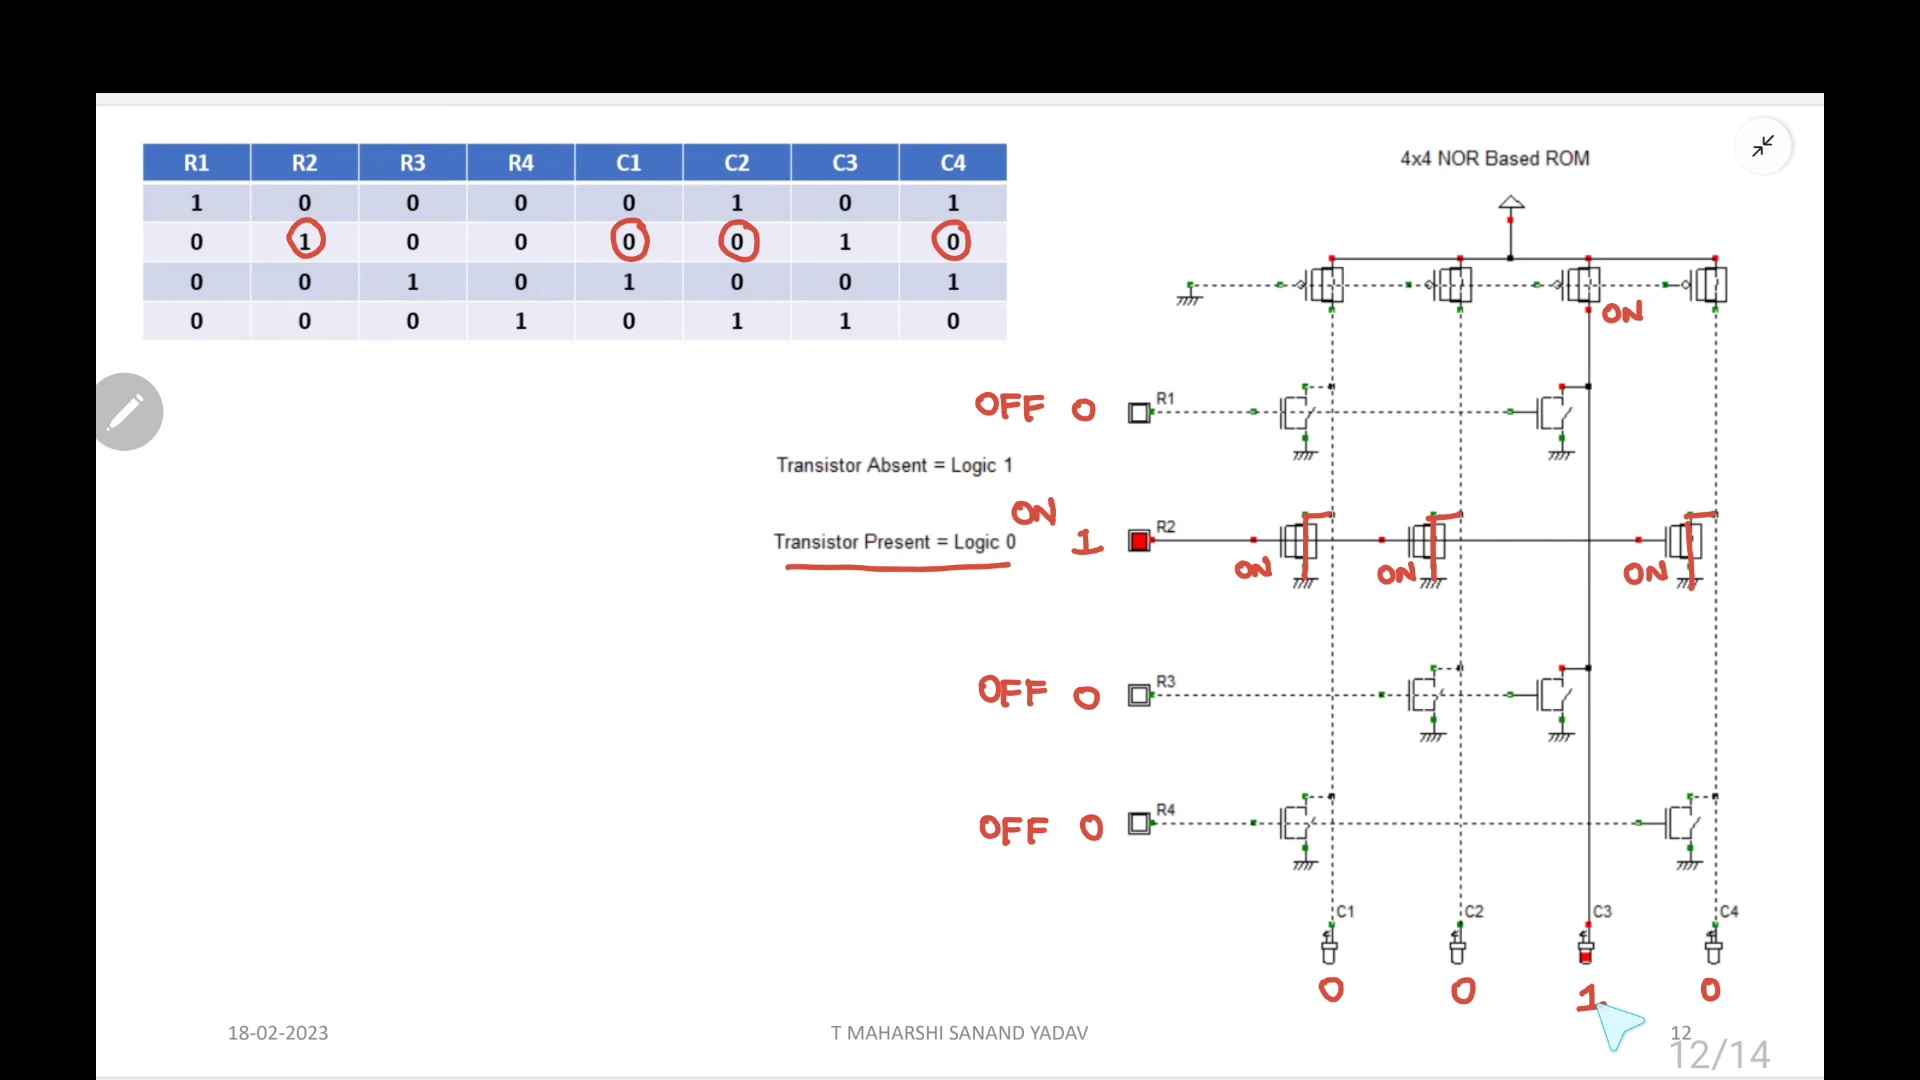 R1 R2 R3 R4 C1 C2 C3 C4
1 0 0 0 0 1 0 1
0 1 0 0 0 0 1 0
0 0 1 0 1 0 0 1
0 0 0 1 0 1 1 0
4x4 NOR Based ROM
ON
OFF 0 R1
Transistor Absent = Logic 1
ON
Transistor Present = Logic 0
1 R2
ON ON ON
OFF 0 R3
OFF 0 R4
C1 C2 C3 C4
0 0 1 0
18-02-2023
T MAHARSHI SANAND YADAV
12
12/14